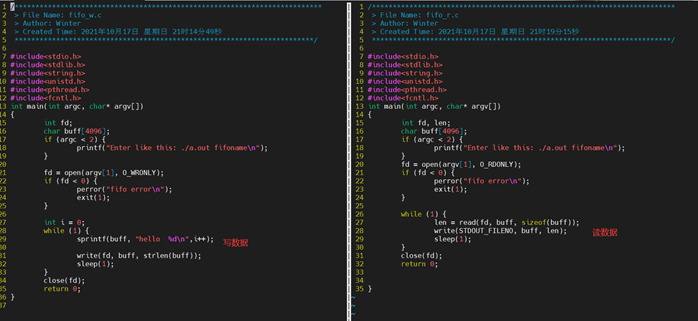 1 /*************************************************************************
2 > File Name: fifo_w.c
3 > Author: Winter
4 > Created Time: 2021年10月17日 星期日 21时14分49秒
5 ************************************************************************/
6
7 #include<stdio.h>
8 #include<stdlib.h>
9 #include<string.h>
10 #include<unistd.h>
11 #include<pthread.h>
12 #include<fcntl.h>
13 int main(int argc, char* argv[])
14 {
15 int fd;
16 char buff[4096];
17 if (argc < 2) {
18 printf("Enter like this: ./a.out fifoname\n");
19 }
20
21 fd = open(argv[1], O_WRONLY);
22 if (fd < 0) {
23 perror("fifo error\n");
24 exit(1);
25 }
26
27 int i = 0;
28 while (1) {
29 sprintf(buff, "hello %d\n",i++);
写数据
30
31 write(fd, buff, strlen(buff));
32 sleep(1);
33 }
34 close(fd);
35 return 0;
36 }
37
1 /*************************************************************************
2 > File Name: fifo_r.c
3 > Author: Winter
4 > Created Time: 2021年10月17日 星期日 21时19分15秒
5 ************************************************************************/
6
7 #include<stdio.h>
8 #include<stdlib.h>
9 #include<string.h>
10 #include<unistd.h>
11 #include<pthread.h>
12 #include<fcntl.h>
13 int main(int argc, char* argv[])
14 {
15 int fd, len;
16 char buff[4096];
17 if (argc < 2) {
18 printf("Enter like this: ./a.out fifoname\n");
19 }
20 fd = open(argv[1], O_RDONLY);
21 if (fd < 0) {
22 perror("fifo error\n");
23 exit(1);
24 }
25
26 while (1) {
27 len = read(fd, buff, sizeof(buff));
28 write(STDOUT_FILENO, buff, len);
读数据
29 sleep(1);
30 }
31 close(fd);
32 return 0;
33
34
35 }
~
~
~